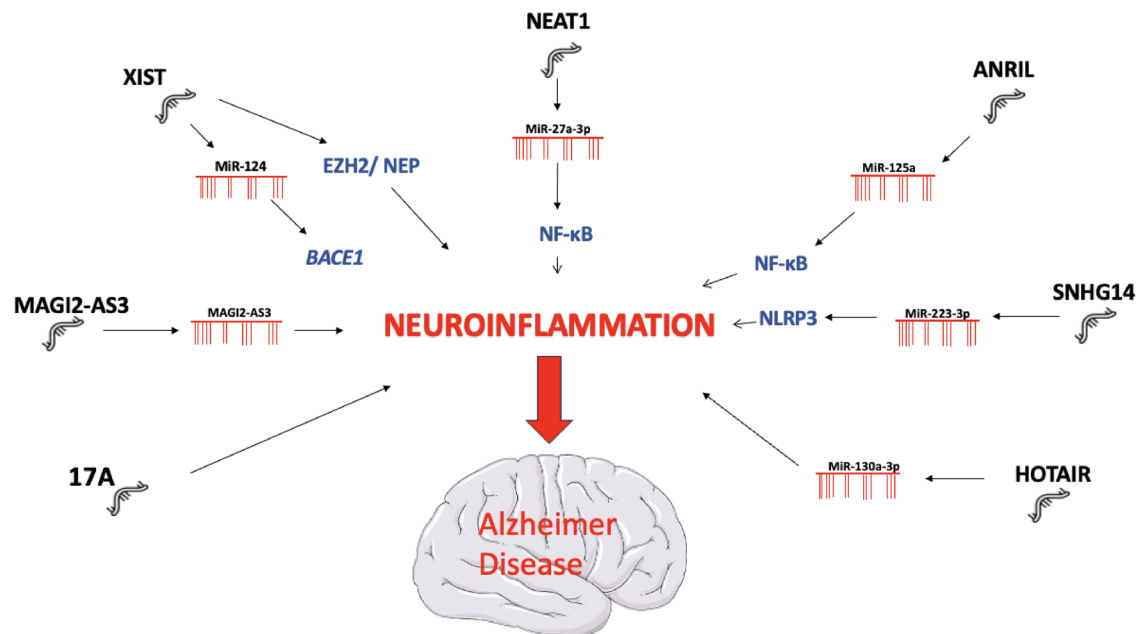 NEAT1
XIST
ANRIL
MiR-27a-3p
MiR-124
EZH2/ NEP
MiR-125a
NF-κB
BACE1
NF-κB
MAGI2-AS3
MAGI2-AS3
NEUROINFLAMMATION
NLRP3
MiR-223-3p
SNHG14
17A
MiR-130a-3p
HOTAIR
Alzheimer
Disease